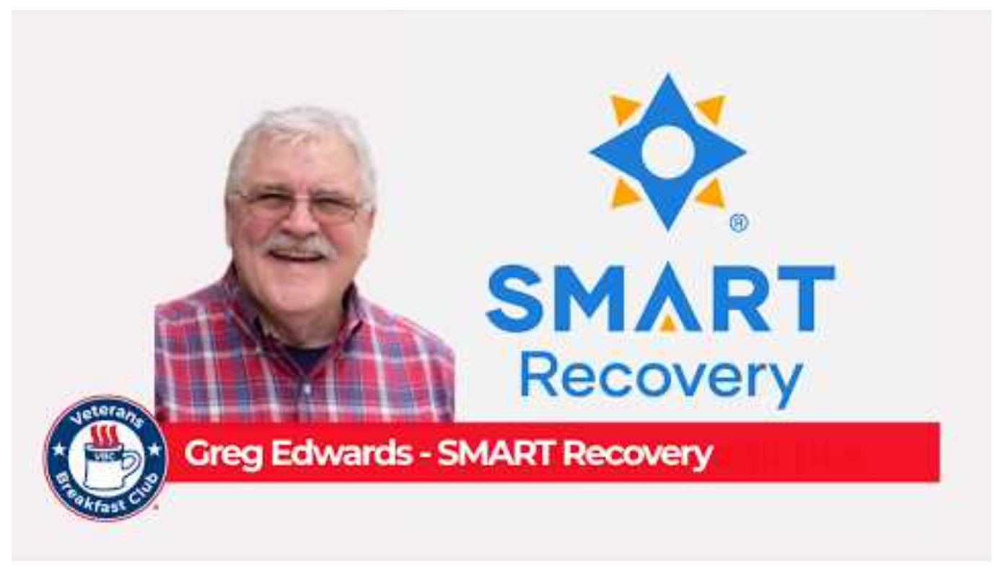 ®
SMART
Recovery
Veterans
VBC
Breakfast Club
Greg Edwards - SMART Recovery